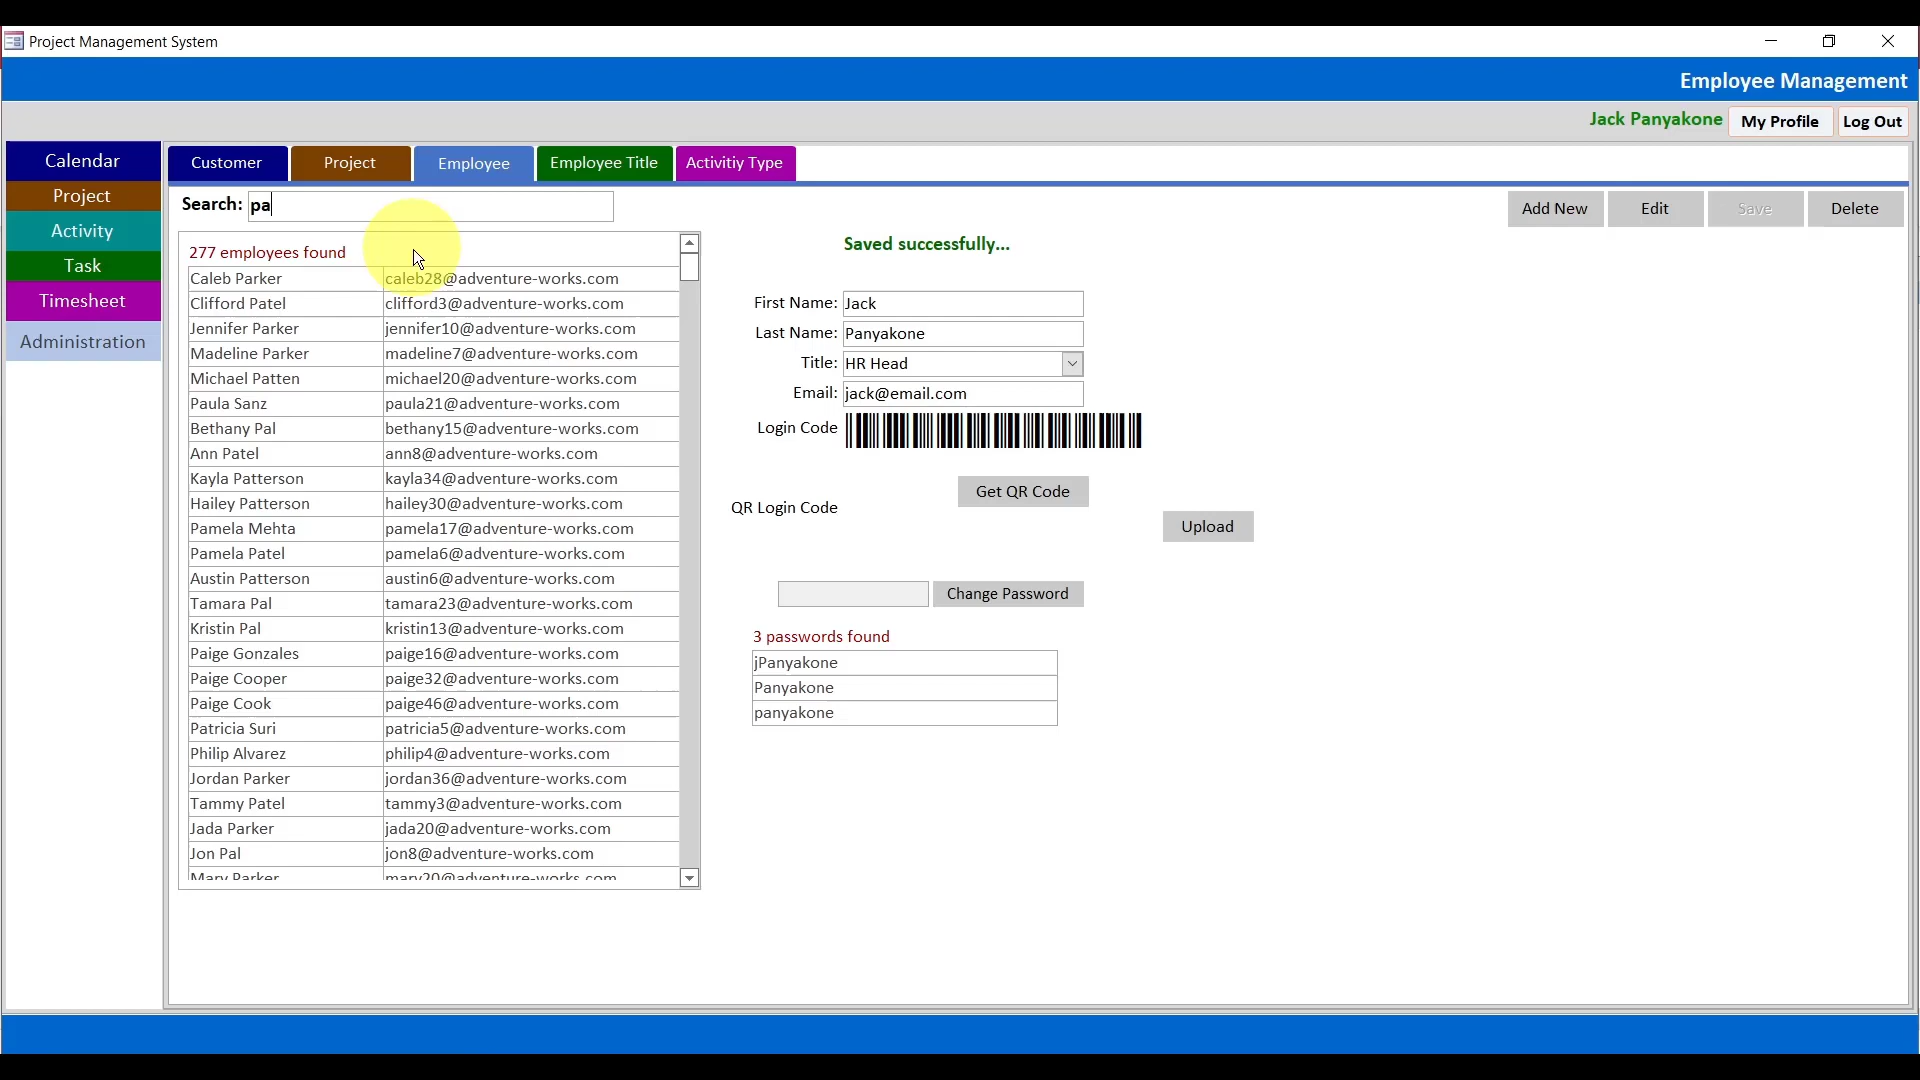 Project Management System
Employee Management
Jack Panyakone My Profile Log Out
Calendar
Project
Activity
Task
Timesheet
Administration
Customer Project Employee Employee Title Activitiy Type
Search: pa
Add New Edit Save Delete
277 employees found
Caleb Parker caleb28@adventure-works.com
Clifford Patel clifford3@adventure-works.com
Jennifer Parker jennifer10@adventure-works.com
Madeline Parker madeline7@adventure-works.com
Michael Patten michael20@adventure-works.com
Paula Sanz paula21@adventure-works.com
Bethany Pal bethany15@adventure-works.com
Ann Patel ann8@adventure-works.com
Kayla Patterson kayla34@adventure-works.com
Hailey Patterson hailey30@adventure-works.com
Pamela Mehta pamela17@adventure-works.com
Pamela Patel pamela6@adventure-works.com
Austin Patterson austin6@adventure-works.com
Tamara Pal tamara23@adventure-works.com
Kristin Pal kristin13@adventure-works.com
Paige Gonzales paige16@adventure-works.com
Paige Cooper paige32@adventure-works.com
Paige Cook paige46@adventure-works.com
Patricia Suri patricia5@adventure-works.com
Philip Alvarez philip4@adventure-works.com
Jordan Parker jordan36@adventure-works.com
Tammy Patel tammy3@adventure-works.com
Jada Parker jada20@adventure-works.com
Jon Pal jon8@adventure-works.com
Mary Parker mary20@adventure-works.com
Saved successfully...
First Name: Jack
Last Name: Panyakone
Title: HR Head
Email: jack@email.com
Login Code
Get QR Code
QR Login Code
Upload
Change Password
3 passwords found
jPanyakone
Panyakone
panyakone